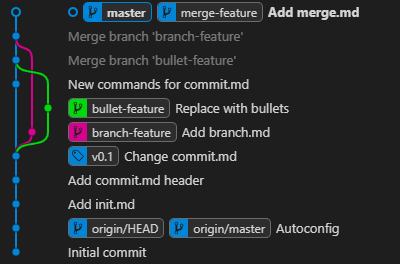 master merge-feature Add merge.md
Merge branch 'branch-feature'
Merge branch 'bullet-feature'
New commands for commit.md
bullet-feature Replace with bullets
branch-feature Add branch.md
v0.1 Change commit.md
Add commit.md header
Add init.md
origin/HEAD origin/master Autoconfig
Initial commit